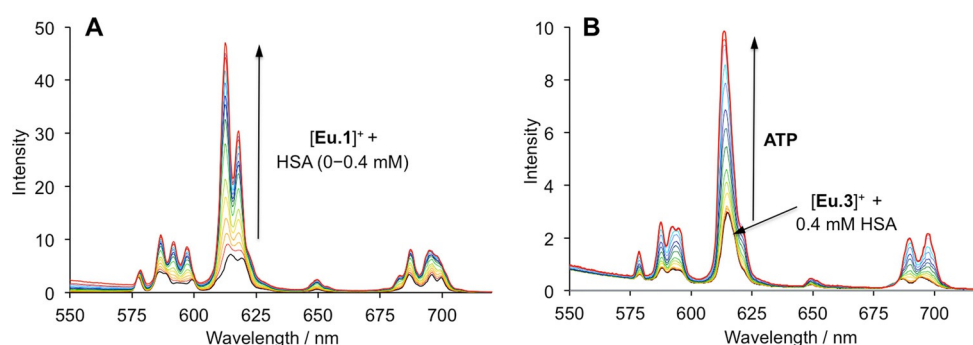 A
50
40
30
20
10
0
Intensity
[Eu.1]⁺ +
HSA (0−0.4 mM)
550 575 600 625 650 675 700
Wavelength / nm
B
10
8
6
4
2
0
Intensity
ATP
[Eu.3]⁺ +
0.4 mM HSA
550 575 600 625 650 675 700
Wavelength / nm